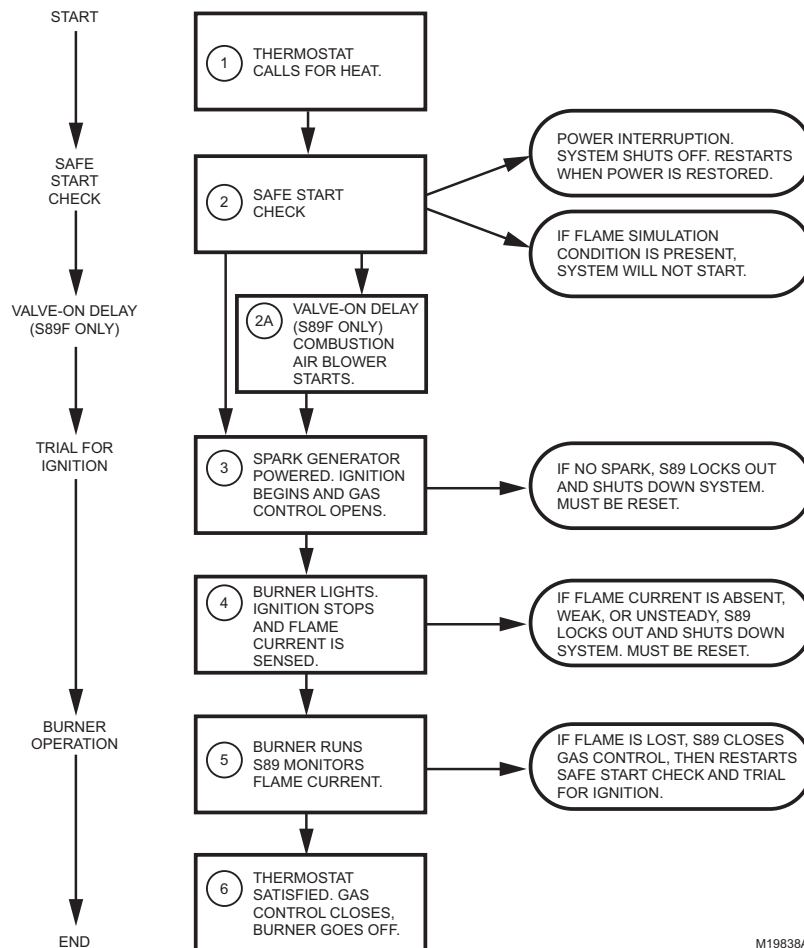 START
SAFE
START
CHECK
VALVE-ON DELAY
(S89F ONLY)
TRIAL FOR
IGNITION
BURNER
OPERATION
END
1
THERMOSTAT
CALLS FOR HEAT.
2
SAFE START
CHECK
POWER INTERRUPTION.
SYSTEM SHUTS OFF. RESTARTS
WHEN POWER IS RESTORED.
IF FLAME SIMULATION
CONDITION IS PRESENT,
SYSTEM WILL NOT START.
2A
VALVE-ON DELAY
(S89F ONLY)
COMBUSTION
AIR BLOWER
STARTS.
3
SPARK GENERATOR
POWERED. IGNITION
BEGINS AND GAS
CONTROL OPENS.
IF NO SPARK, S89 LOCKS OUT
AND SHUTS DOWN SYSTEM.
MUST BE RESET.
4
BURNER LIGHTS.
IGNITION STOPS
AND FLAME
CURRENT IS
SENSED.
IF FLAME CURRENT IS ABSENT,
WEAK, OR UNSTEADY, S89
LOCKS OUT AND SHUTS DOWN
SYSTEM. MUST BE RESET.
5
BURNER RUNS
S89 MONITORS
FLAME CURRENT.
IF FLAME IS LOST, S89 CLOSES
GAS CONTROL, THEN RESTARTS
SAFE START CHECK AND TRIAL
FOR IGNITION.
6
THERMOSTAT
SATISFIED. GAS
CONTROL CLOSES,
BURNER GOES OFF.
M19838A